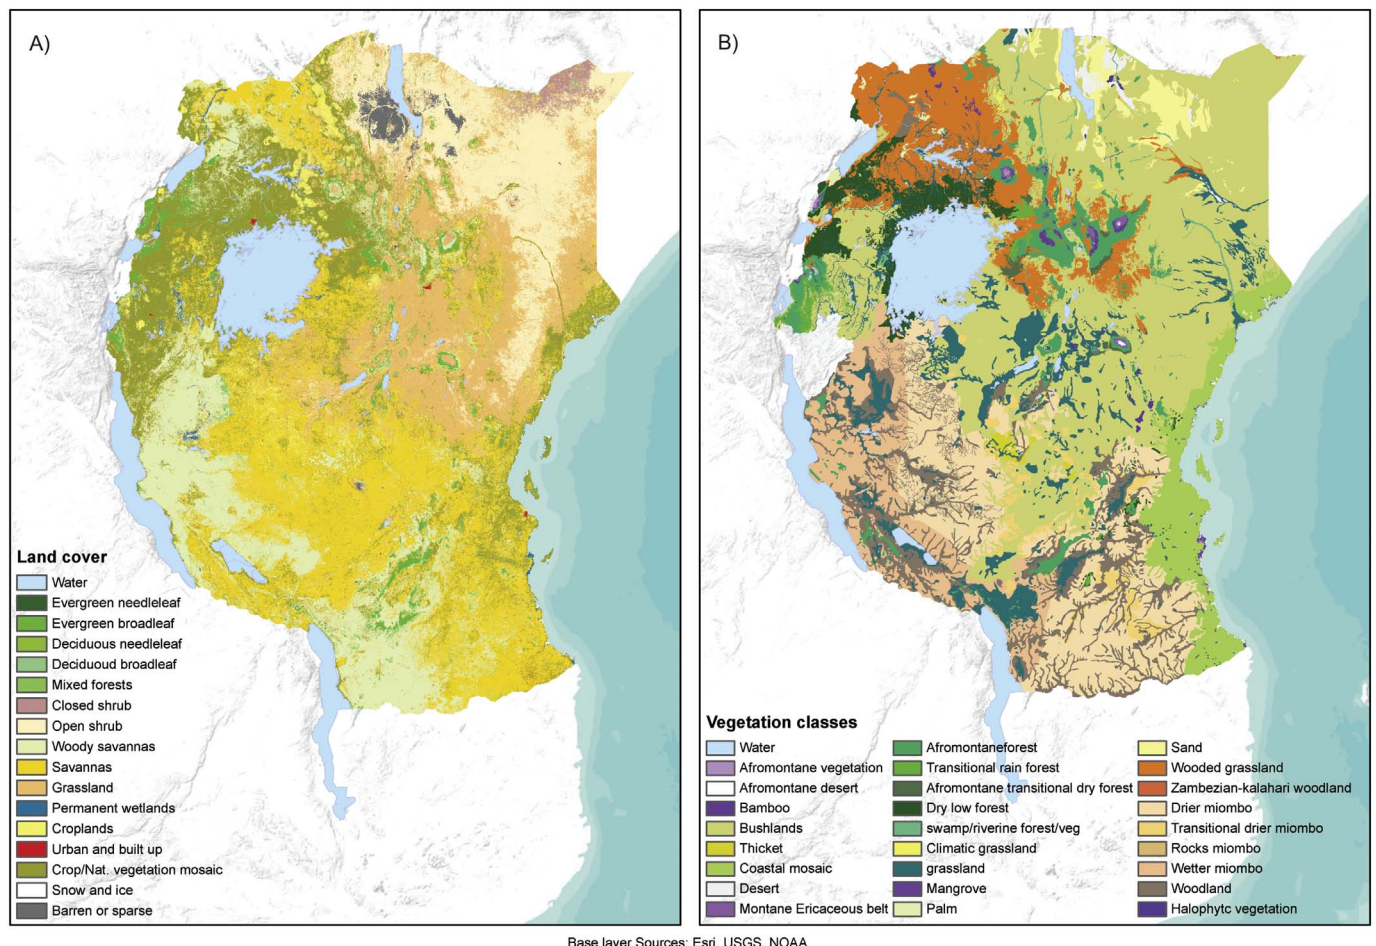 A)
Land cover
Water
Evergreen needleleaf
Evergreen broadleaf
Deciduous needleleaf
Deciduoud broadleaf
Mixed forests
Closed shrub
Open shrub
Woody savannas
Savannas
Grassland
Permanent wetlands
Croplands
Urban and built up
Crop/Nat. vegetation mosaic
Snow and ice
Barren or sparse
B)
Vegetation classes
Water
Afromontane vegetation
Afromontane desert
Bamboo
Bushlands
Thicket
Coastal mosaic
Desert
Montane Ericaceous belt
Afromontaneforest
Transitional rain forest
Afromontane transitional dry forest
Dry low forest
swamp/riverine forest/veg
Climatic grassland
grassland
Mangrove
Palm
Sand
Wooded grassland
Zambezian-kalahari woodland
Drier miombo
Transitional drier miombo
Rocks miombo
Wetter miombo
Woodland
Halophytc vegetation
Base layer Sources: Esri, USGS, NOAA